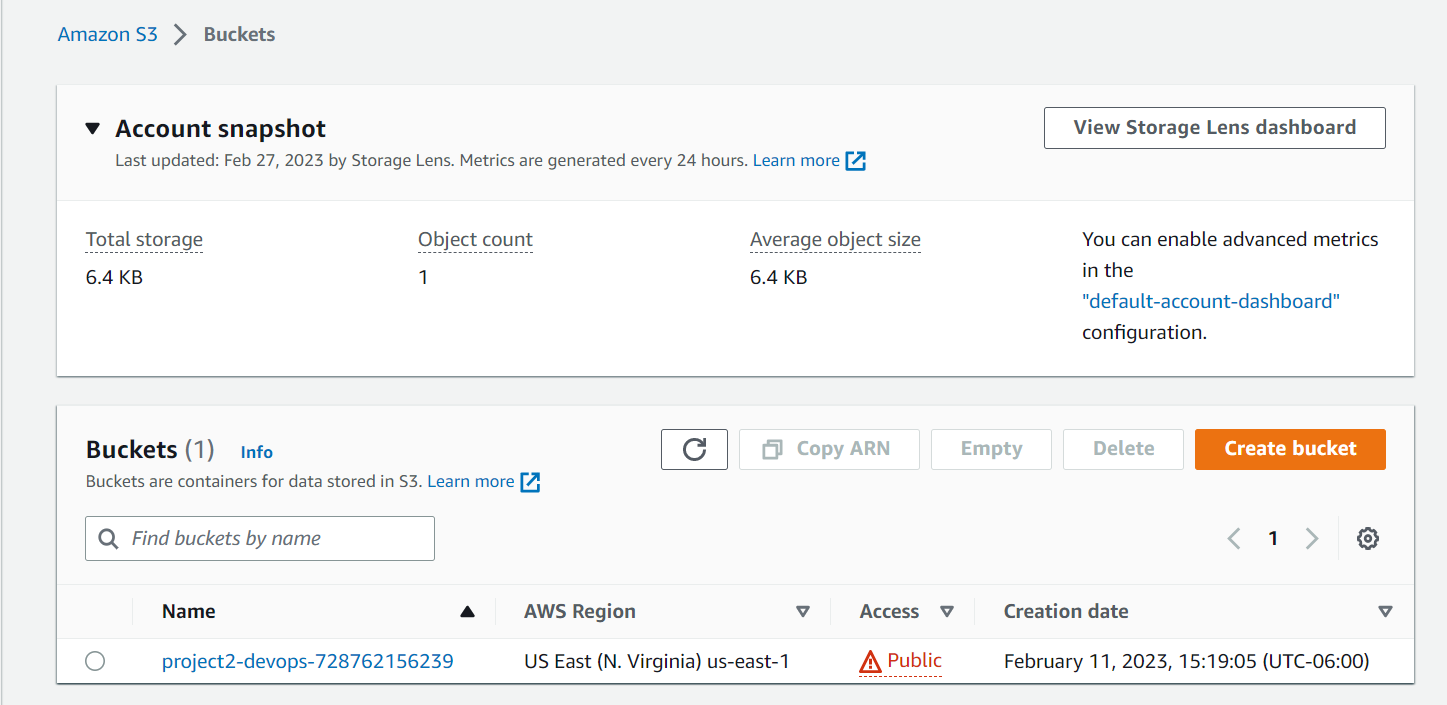 Amazon S3 > Buckets
Account snapshot
View Storage Lens dashboard
Last updated: Feb 27, 2023 by Storage Lens. Metrics are generated every 24 hours. Learn more
Total storage
6.4 KB
Object count
1
Average object size
6.4 KB
You can enable advanced metrics
in the
"default-account-dashboard"
configuration.
Buckets (1) Info
Copy ARN
Empty
Delete
Create bucket
Buckets are containers for data stored in S3. Learn more
Find buckets by name
1
Name AWS Region Access Creation date
project2-devops-728762156239 US East (N. Virginia) us-east-1 Public February 11, 2023, 15:19:05 (UTC-06:00)